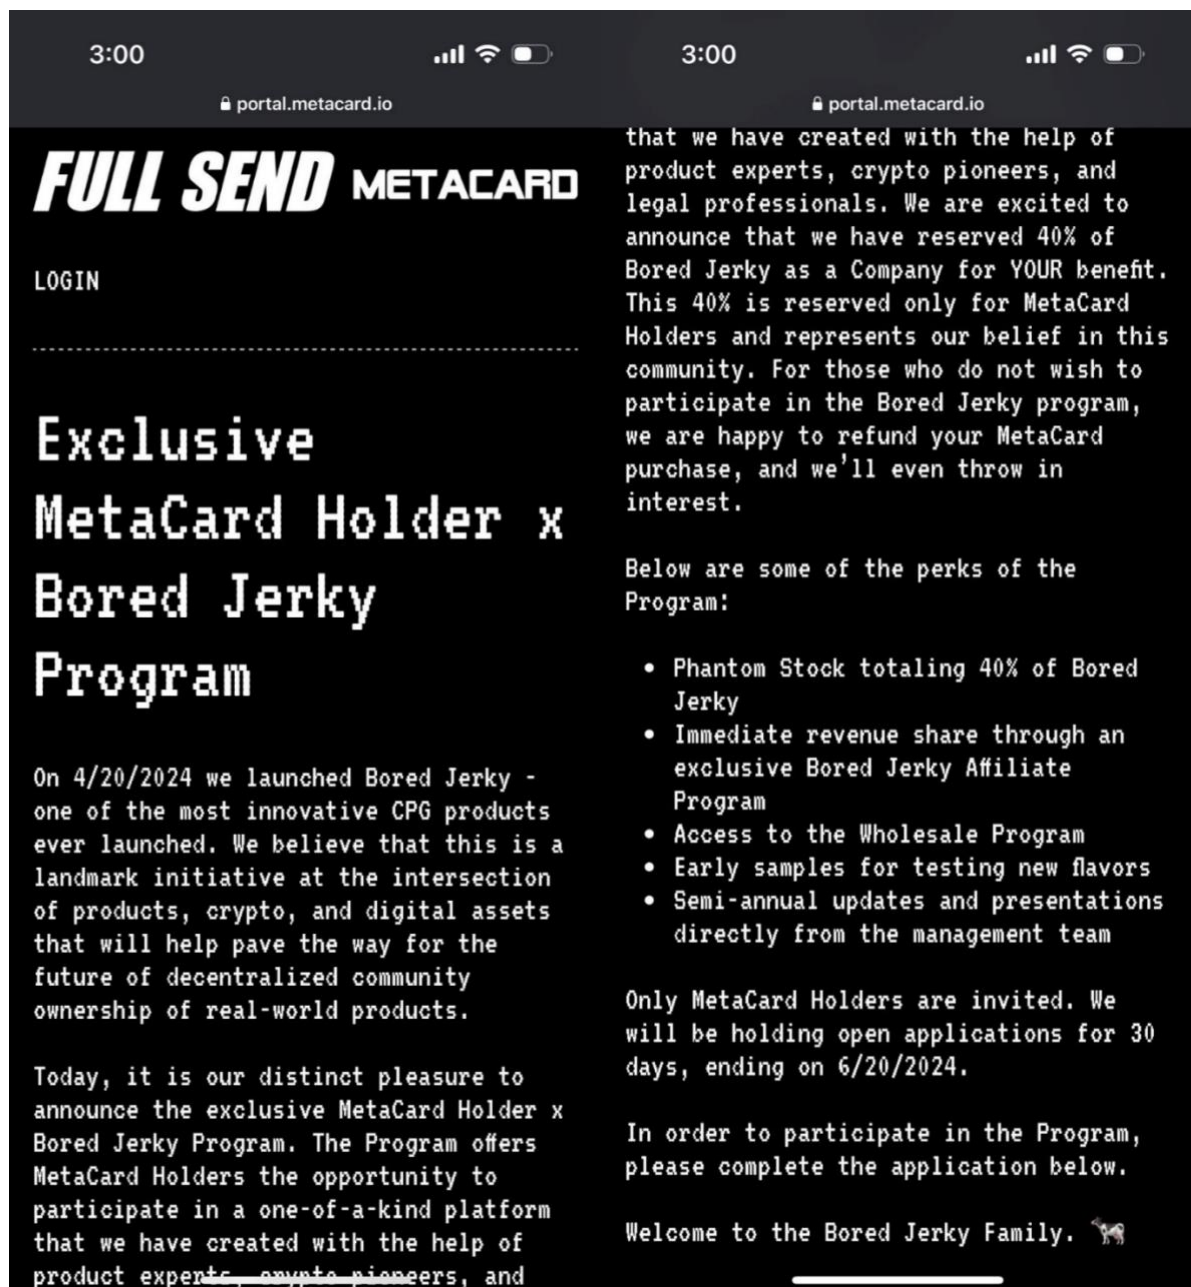 3:00
portal.metacard.io
FULL SEND METACARD
LOGIN
Exclusive
MetaCard Holder x
Bored Jerky
Program
On 4/20/2024 we launched Bored Jerky -
one of the most innovative CPG products
ever launched. We believe that this is a
landmark initiative at the intersection
of products, crypto, and digital assets
that will help pave the way for the
future of decentralized community
ownership of real-world products.
Today, it is our distinct pleasure to
announce the exclusive MetaCard Holder x
Bored Jerky Program. The Program offers
MetaCard Holders the opportunity to
participate in a one-of-a-kind platform
that we have created with the help of
product experts, crypto pioneers, and
3:00
portal.metacard.io
that we have created with the help of
product experts, crypto pioneers, and
legal professionals. We are excited to
announce that we have reserved 40% of
Bored Jerky as a Company for YOUR benefit.
This 40% is reserved only for MetaCard
Holders and represents our belief in this
community. For those who do not wish to
participate in the Bored Jerky program,
we are happy to refund your MetaCard
purchase, and we'll even throw in
interest.
Below are some of the perks of the
Program:
• Phantom Stock totaling 40% of Bored
Jerky
• Immediate revenue share through an
exclusive Bored Jerky Affiliate
Program
• Access to the Wholesale Program
• Early samples for testing new flavors
• Semi-annual updates and presentations
directly from the management team
Only MetaCard Holders are invited. We
will be holding open applications for 30
days, ending on 6/20/2024.
In order to participate in the Program,
please complete the application below.
Welcome to the Bored Jerky Family. 🐄